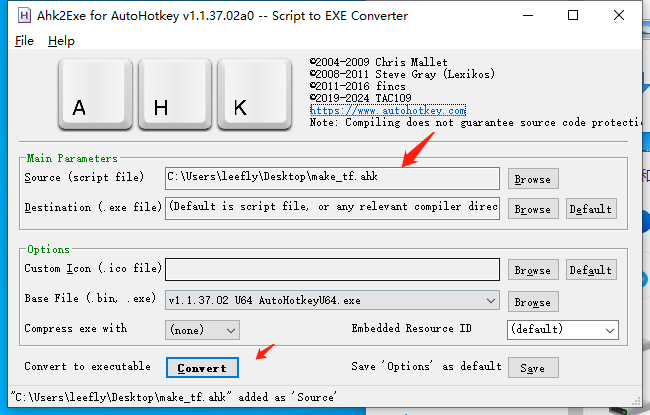 Ahk2Exe for AutoHotkey v1.1.37.02a0 -- Script to EXE Converter
File Help
A H K
©2004-2009 Chris Mallet
©2008-2011 Steve Gray (Lexikos)
©2011-2016 fincs
©2019-2024 TAC109
https://www.autohotkey.com
Note: Compiling does not guarantee source code protecti
Main Parameters
Source (script file) C:\Users\leefly\Desktop\make_tf.ahk Browse
Destination (.exe file) (Default is script file, or any relevant compiler direc Browse Default
Options
Custom Icon (.ico file) Browse Default
Base File (.bin, .exe) v1.1.37.02 U64 AutoHotkeyU64.exe Browse
Compress exe with (none) Embedded Resource ID (default)
Convert to executable Convert Save 'Options' as default Save
"C:\Users\leefly\Desktop\make_tf.ahk" added as 'Source'